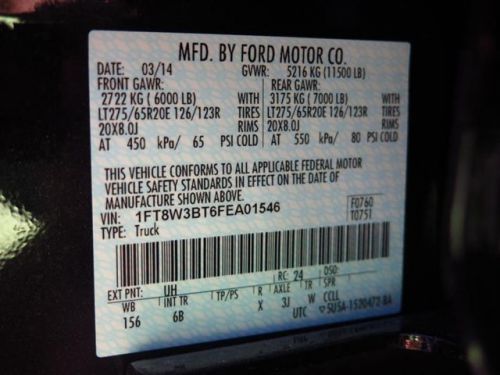 MFD. BY FORD MOTOR CO.
DATE: 03/14 GVWR: 5216 KG (11500 LB)
FRONT GAWR: REAR GAWR:
2722 KG ( 6000 LB) WITH 3175 KG ( 7000 LB) WITH
LT275/65R20E 126/123R TIRES LT275/65R20E 126/123R TIRES
20X8.0J RIMS 20X8.0J RIMS
AT 450 kPa/ 65 PSI COLD AT 550 kPa/ 80 PSI COLD
THIS VEHICLE CONFORMS TO ALL APPLICABLE FEDERAL MOTOR
VEHICLE SAFETY STANDARDS IN EFFECT ON THE DATE OF
MANUFACTURE SHOWN ABOVE.
VIN: 1FT8W3BT6FEA01546 F0760
TYPE: Truck T0751
EXT PNT: UH RC: 24 DSO:
WB INT TR TP/PS R AXLE TR SPR
156 6B X 3J W CCLL
UTC ▽5U5A-1520472-BA